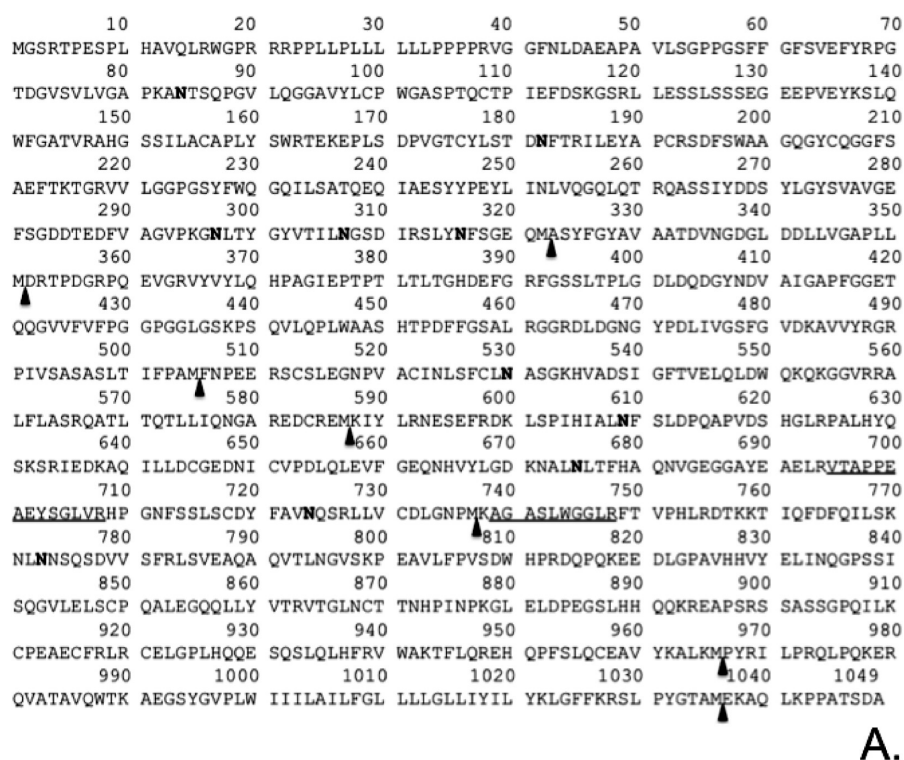 10 20 30 40 50 60 70
MGSRTPESPL HAVQLRWGPR RRPPLLPLLL LLLPPPPRVG GFNLDAEAPA VLSGPPGSFF GFSVEFYRPG
80 90 100 110 120 130 140
TDGVSVLVGA PKANTSQPGV LQGGAVYLCP WGASPTQCTP IEFDSKGSRL LESSLSSSEG EEPVEYKSLQ
150 160 170 180 190 200 210
WFGATVRAHG SSILACAPLY SWRTEKEPLS DPVGTCYLST DNFTRILEYA PCRSDFSWAA GQGYCQGGFS
220 230 240 250 260 270 280
AEFTKTGRVV LGGPGSYFWQ GQILSATQEQ IAESYYPEYL INLVQGQLQT RQASSIYDDS YLGYSVAVGE
290 300 310 320 330 340 350
FSGDDTEDFV AGVPKGNLTY GYVTILNGSD IRSLYNFSGE QMASYFGYAV AATDVNGDGL DDLLVGAPLL
360 370 380 390 400 410 420
MDRTPDGRPQ EVGRVYVYLQ HPAGIEPTPT LTLTGHDEFG RFGSSLTPLG DLDQDGYNDV AIGAPFGGET
430 440 450 460 470 480 490
QQGVVFVFPG GPGGLGSKPS QVLQPLWAAS HTPDFFGSAL RGGRDLDGNG YPDLIVGSFG VDKAVVYRGR
500 510 520 530 540 550 560
PIVSASASLT IFPAMFNPEE RSCSLEGNPV ACINLSFCLN ASGKHVADSI GFTVELQLDW QKQKGGVRRA
570 580 590 600 610 620 630
LFLASRQATL TQTLLIQNGA REDCREMKIY LRNESEFRDK LSPIHIALNF SLDPQAPVDS HGLRPALHYQ
640 650 660 670 680 690 700
SKSRIEDKAQ ILLDCGEDNI CVPDLQLEVF GEQNHVYLGD KNALNLTFHA QNVGEGGAYE AELRVTAPPE
710 720 730 740 750 760 770
AEYSGLVRHP GNFSSLSCDY FAVNQSRLLV CDLGNPMKAG ASLWGGLRFT VPHLRDTKKT IQFDFQILSK
780 790 800 810 820 830 840
NLNNSQSDVV SFRLSVEAQA QVTLNGVSKP EAVLFPVSDW HPRDQPQKEE DLGPAVHHVY ELINQGPSSI
850 860 870 880 890 900 910
SQGVLELSCP QALEGQQLLY VTRVTGLNCT TNHPINPKGL ELDPEGSLHH QQKREAPSRS SASSGPQILK
920 930 940 950 960 970 980
CPEAECFRLR CELGPLHQQE SQSLQLHFRV WAKTFLQREH QPFSLQCEAV YKALKMPYRI LPRQLPQKER
990 1000 1010 1020 1030 1040 1049
QVATAVQWTK AEGSYGVPLW IIILAILFGL LLLGLLIYIL YKLGFFKRSL PYGTAMEKAQ LKPPATSDA
A.